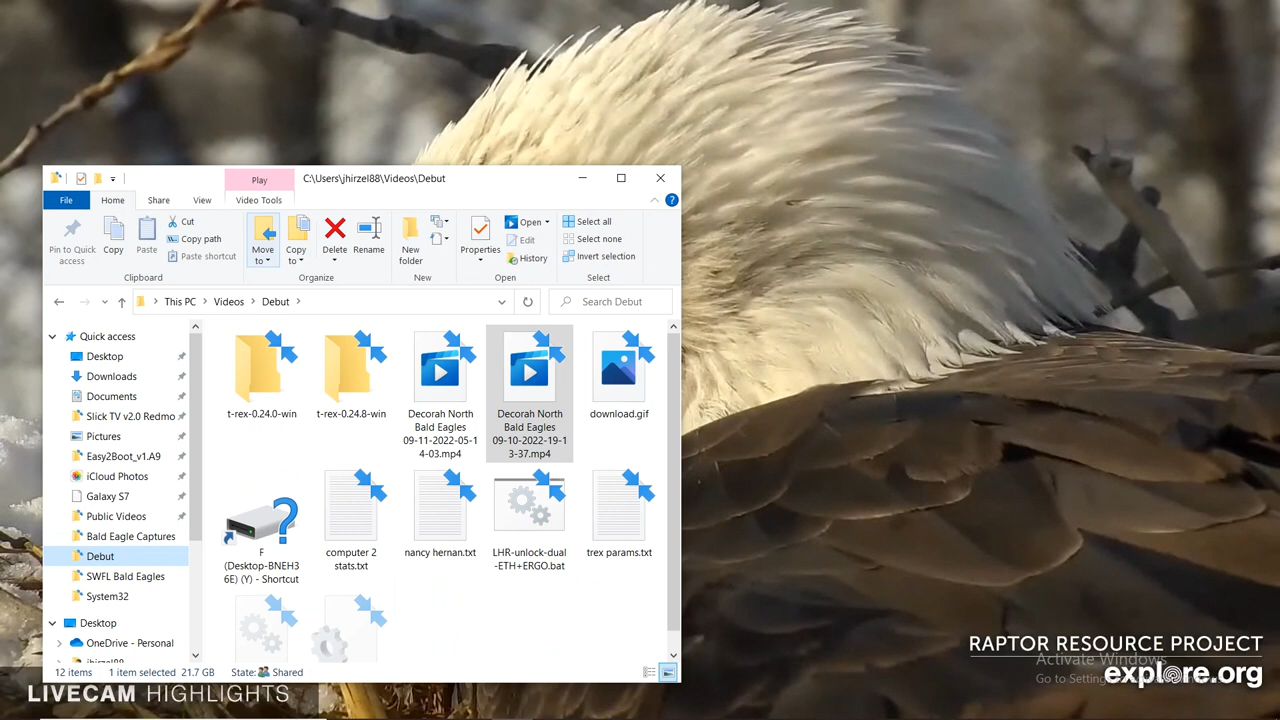 Play
C:\Users\jhirzel88\Videos\Debut
File
Home
Share
View
Video Tools
Pin to Quick
access
Copy
Paste
Cut
Copy path
Paste shortcut
Clipboard
Move
to
Copy
to
Delete
Rename
Organize
New
folder
New
Properties
Open
Edit
History
Open
Select all
Select none
Invert selection
Select
This PC
Videos
Debut
Search Debut
Quick access
Desktop
Downloads
Documents
Slick TV v2.0 Redmo
Pictures
Easy2Boot_v1.A9
iCloud Photos
Galaxy S7
Public Videos
Bald Eagle Captures
Debut
SWFL Bald Eagles
System32
Desktop
OneDrive - Personal
jhirzel88
t-rex-0.24.0-win
t-rex-0.24.8-win
Decorah North
Bald Eagles
09-11-2022-05-1
4-03.mp4
Decorah North
Bald Eagles
09-10-2022-19-1
3-37.mp4
download.gif
F
(Desktop-BNEH3
6E) (Y) - Shortcut
computer 2
stats.txt
nancy hernan.txt
LHR-unlock-dual
-ETH+ERGO.bat
trex params.txt
12 items
1 item selected
21.7 GB
State:
Shared
LIVECAM HIGHLIGHTS
RAPTOR RESOURCE PROJECT
Activate Windows
explore.org
Go to Setting